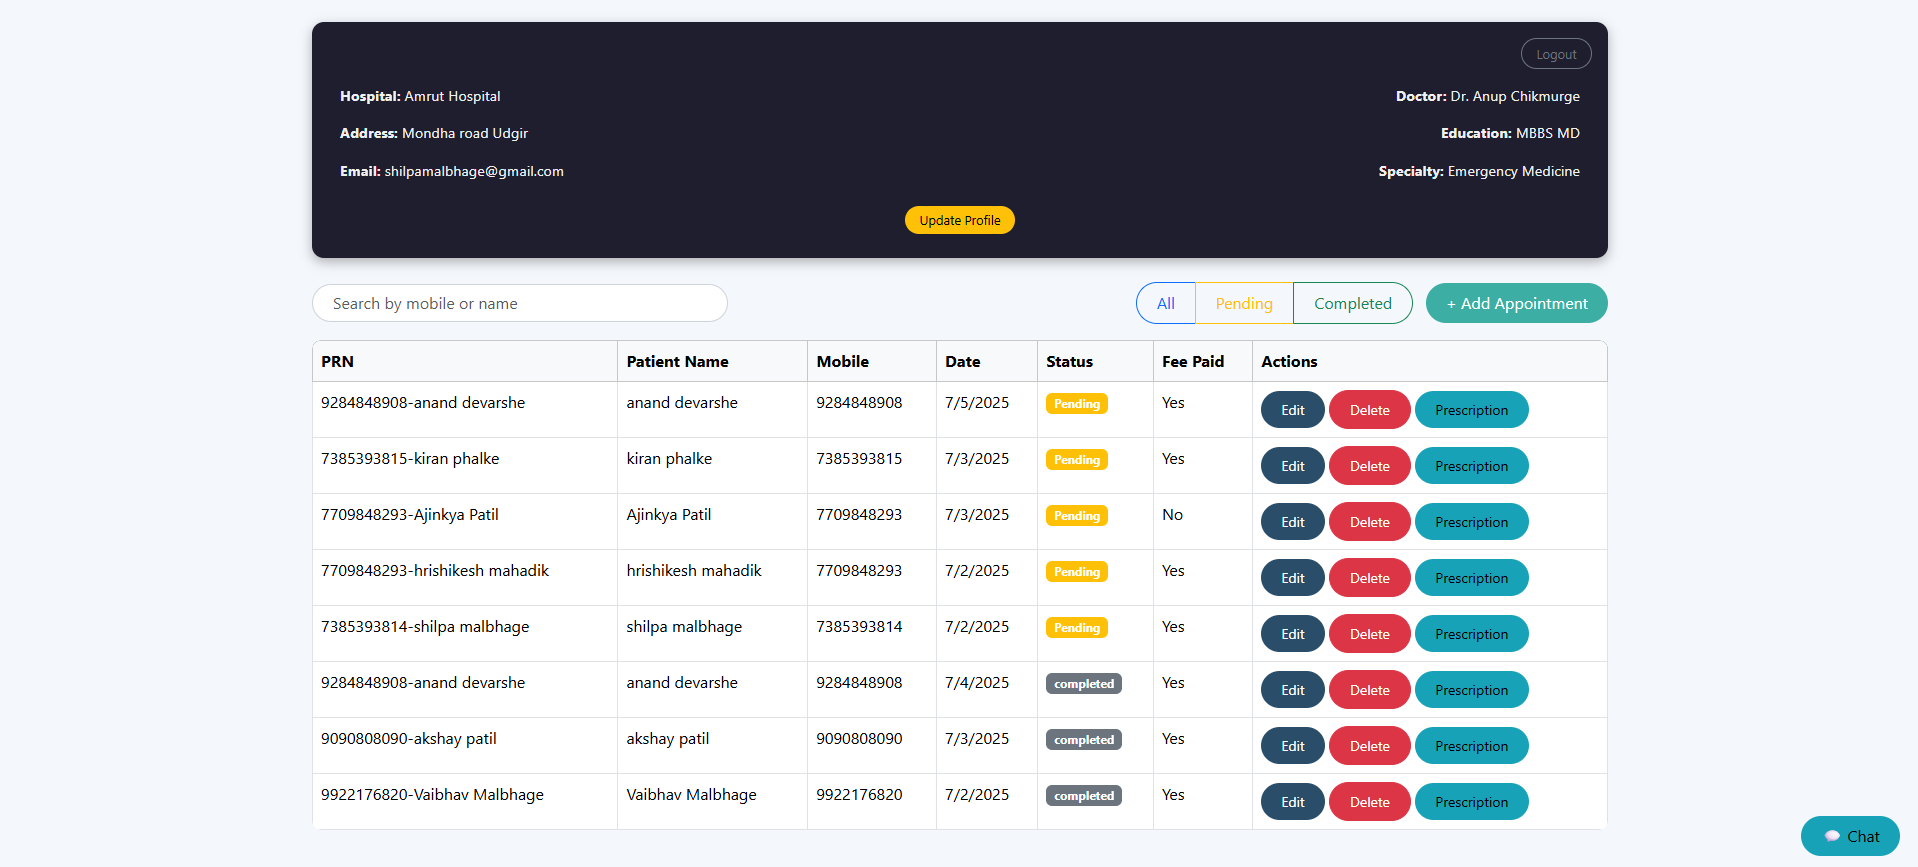 Logout
Hospital: Amrut Hospital
Doctor: Dr. Anup Chikmurge
Address: Mondha road Udgir
Education: MBBS MD
Email: shilpamalbhage@gmail.com
Specialty: Emergency Medicine
Update Profile
Search by mobile or name
All Pending Completed + Add Appointment
PRN Patient Name Mobile Date Status Fee Paid Actions
9284848908-anand devarshe anand devarshe 9284848908 7/5/2025 Pending Yes Edit Delete Prescription
7385393815-kiran phalke kiran phalke 7385393815 7/3/2025 Pending Yes Edit Delete Prescription
7709848293-Ajinkya Patil Ajinkya Patil 7709848293 7/3/2025 Pending No Edit Delete Prescription
7709848293-hrishikesh mahadik hrishikesh mahadik 7709848293 7/2/2025 Pending Yes Edit Delete Prescription
7385393814-shilpa malbhage shilpa malbhage 7385393814 7/2/2025 Pending Yes Edit Delete Prescription
9284848908-anand devarshe anand devarshe 9284848908 7/4/2025 completed Yes Edit Delete Prescription
9090808090-akshay patil akshay patil 9090808090 7/3/2025 completed Yes Edit Delete Prescription
9922176820-Vaibhav Malbhage Vaibhav Malbhage 9922176820 7/2/2025 completed Yes Edit Delete Prescription
Chat